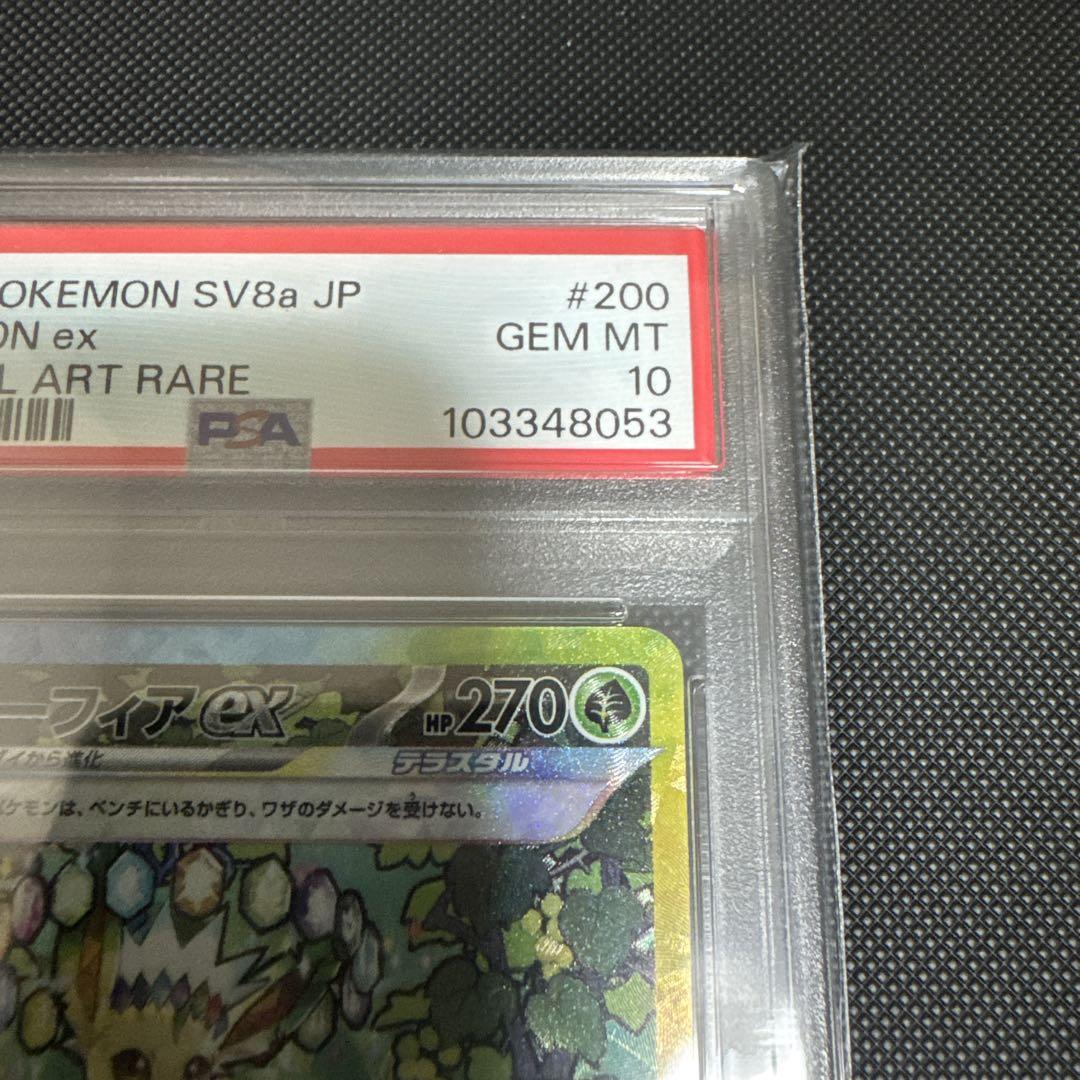 OKEMON SV8a JP #200
ON ex GEM MT
L ART RARE 10
PSA 103348053
ーフィアex HP270
イから進化 テラスタル
ポケモンは、ベンチにいるかぎり、ワザのダメージを受けない。